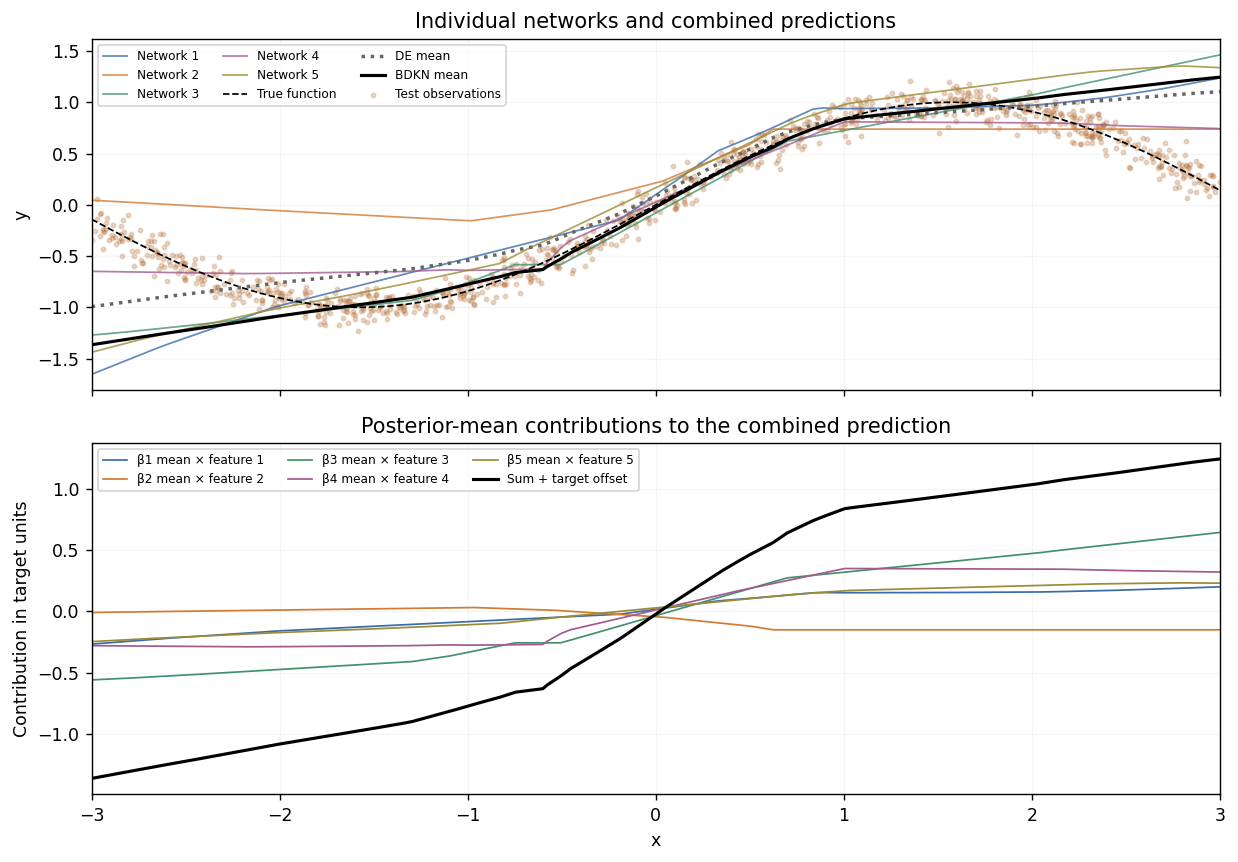 Individual networks and combined predictions
Network 1
Network 2
Network 3
Network 4
Network 5
True function
DE mean
BDKN mean
Test observations
1.5
1.0
0.5
0.0
−0.5
−1.0
−1.5
y
Posterior-mean contributions to the combined prediction
β1 mean × feature 1
β2 mean × feature 2
β3 mean × feature 3
β4 mean × feature 4
β5 mean × feature 5
Sum + target offset
1.0
0.5
0.0
−0.5
−1.0
Contribution in target units
−3 −2 −1 0 1 2 3
x